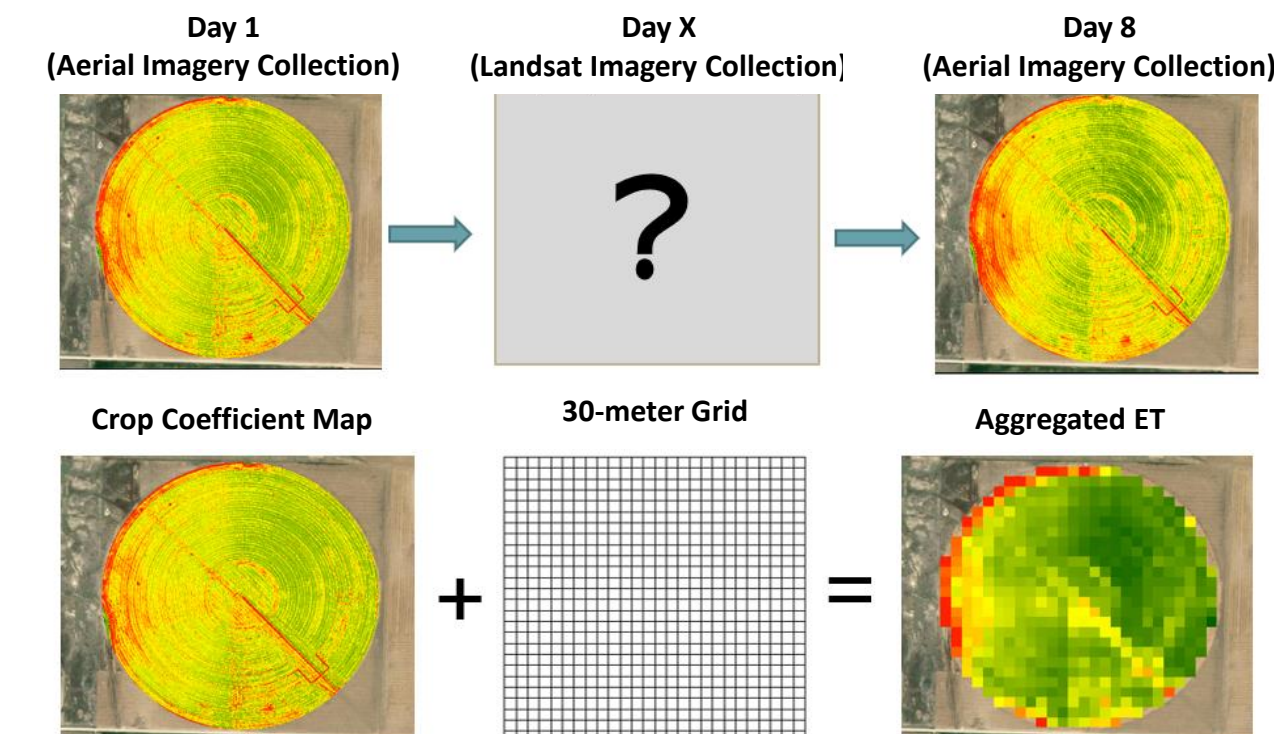 Day 1
(Aerial Imagery Collection)
Day X
(Landsat Imagery Collection)
Day 8
(Aerial Imagery Collection)
?
Crop Coefficient Map
30-meter Grid
Aggregated ET
+
=